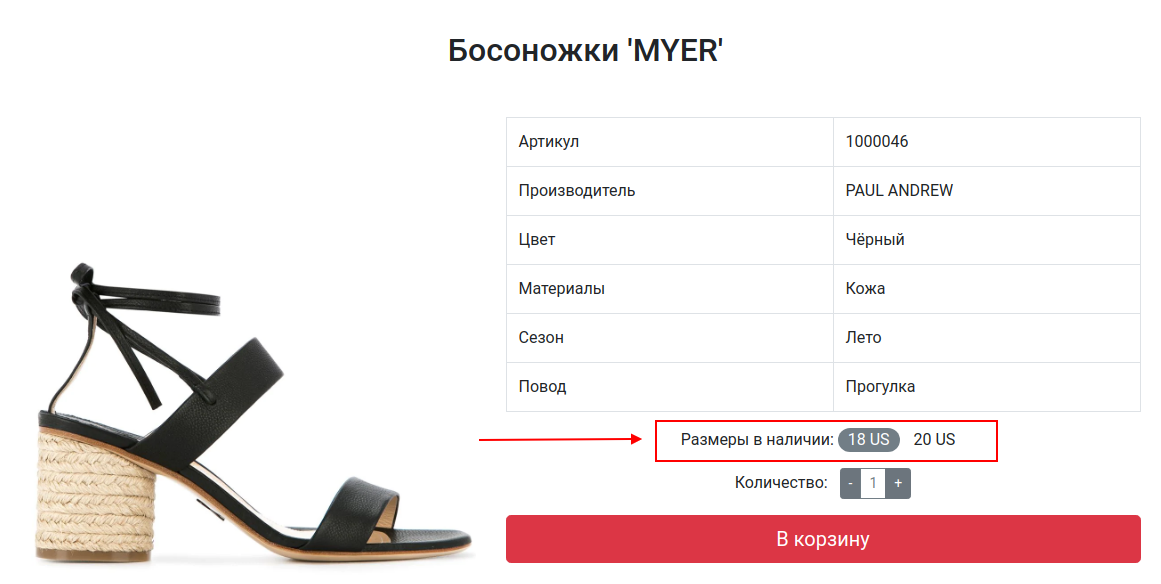 Босоножки 'MYER'
Артикул 1000046
Производитель PAUL ANDREW
Цвет Чёрный
Материалы Кожа
Сезон Лето
Повод Прогулка
Размеры в наличии: 18 US 20 US
Количество: - 1 +
В корзину